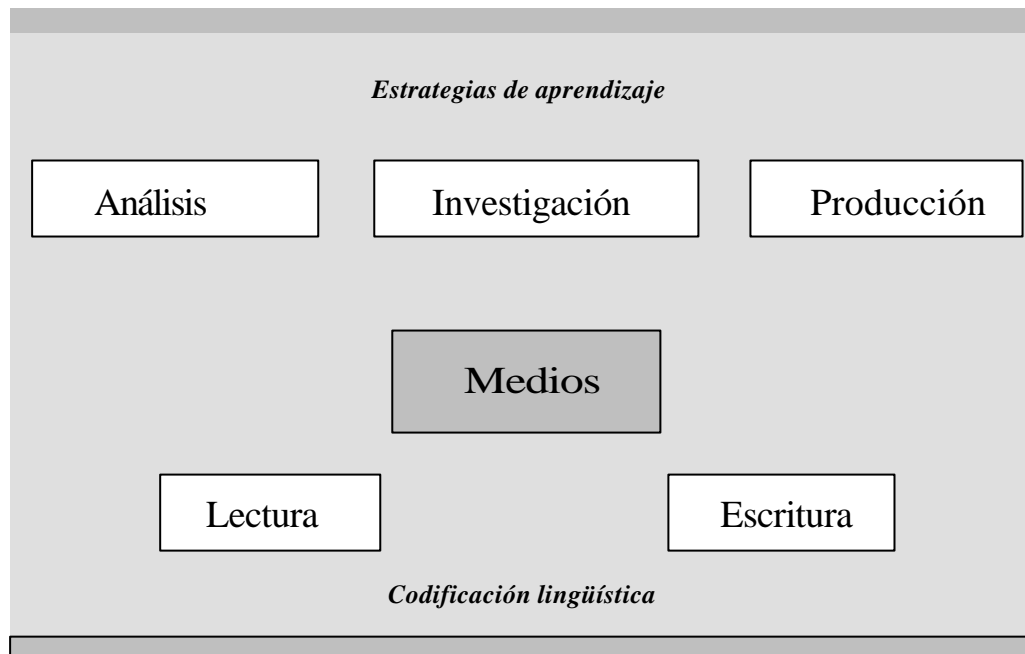 Estrategias de aprendizaje
Análisis
Investigación
Producción
Medios
Lectura
Escritura
Codificación lingüística